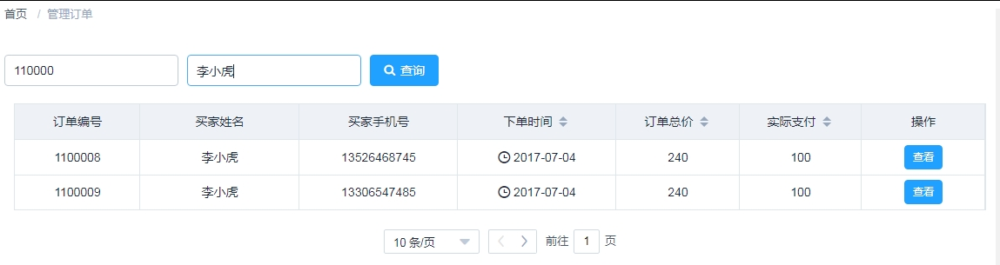 首页 / 管理订单
110000 李小虎 查询
订单编号 买家姓名 买家手机号 下单时间 订单总价 实际支付 操作
1100008 李小虎 13526468745 2017-07-04 240 100 查看
1100009 李小虎 13306547485 2017-07-04 240 100 查看
10 条/页 前往 1 页